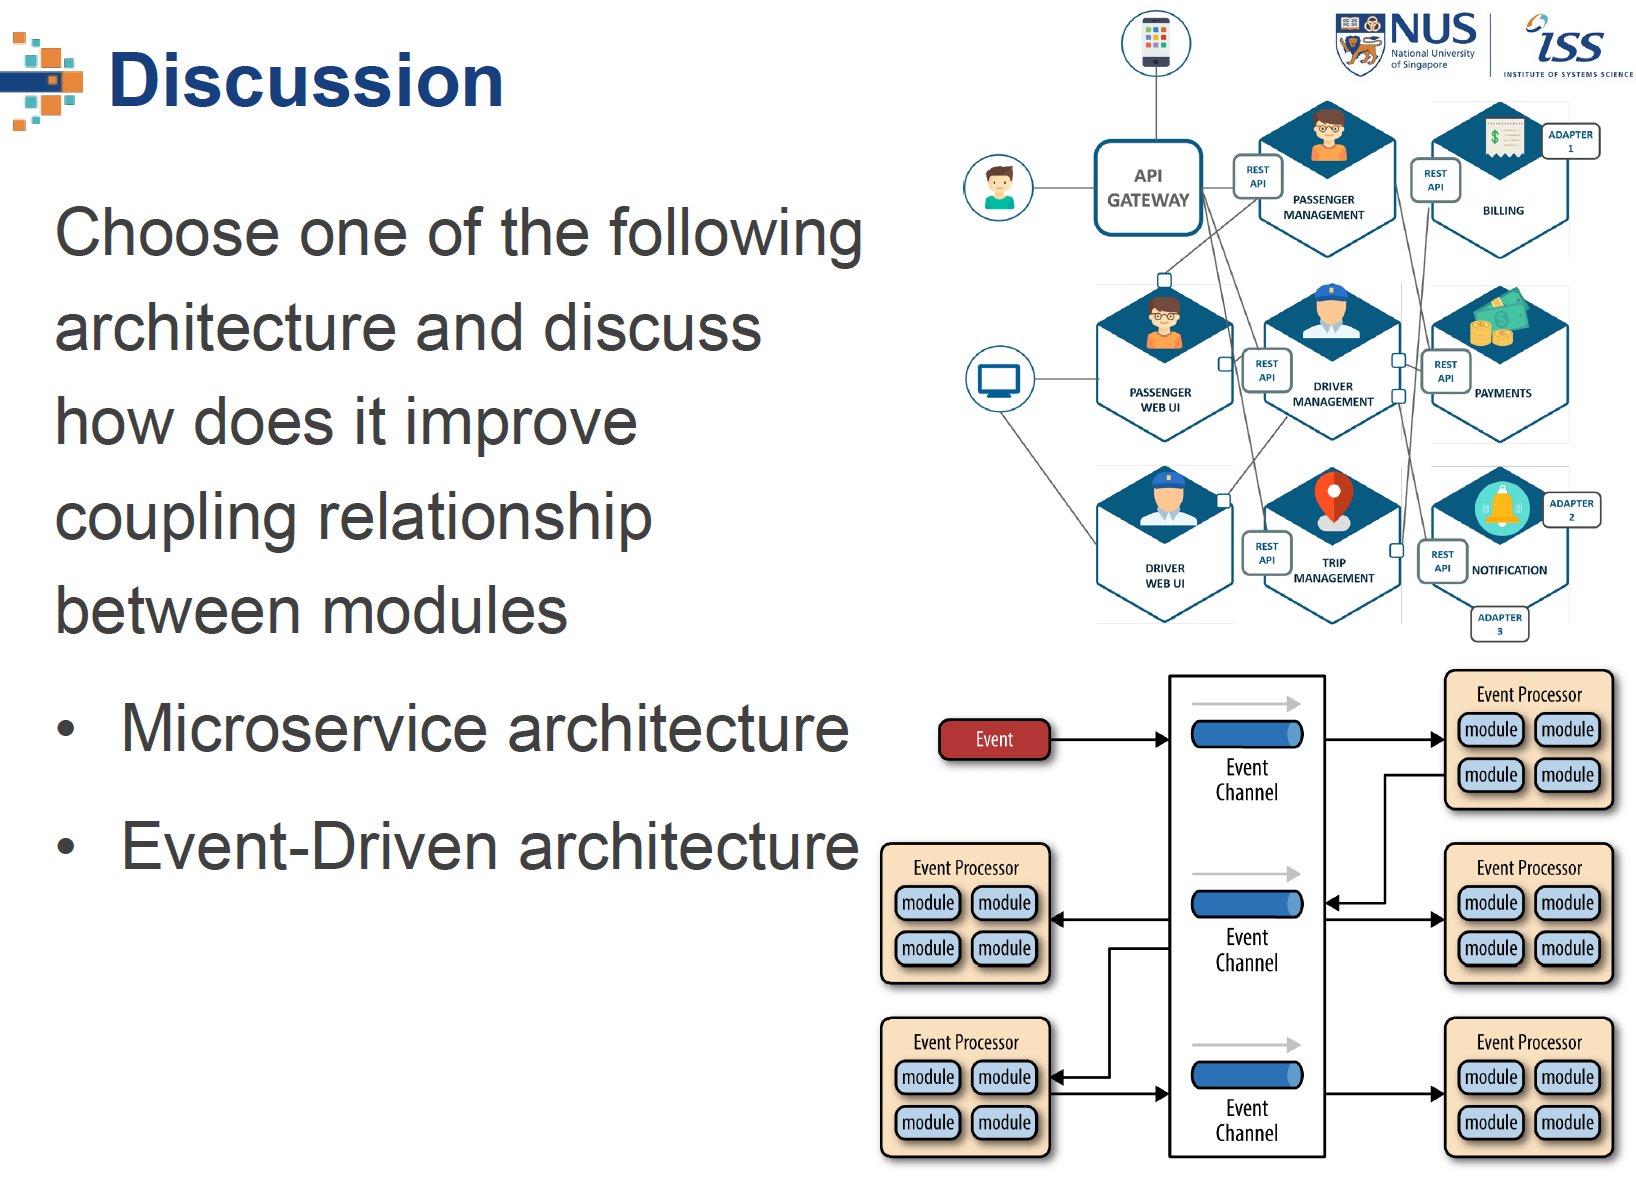 Discussion
NUS
National University
of Singapore
iss
INSTITUTE OF SYSTEMS SCIENCE
Choose one of the following
architecture and discuss
how does it improve
coupling relationship
between modules
• Microservice architecture
• Event-Driven architecture
API
GATEWAY
REST
API
PASSENGER
MANAGEMENT
REST
API
BILLING
ADAPTER
1
PASSENGER
WEB UI
REST
API
DRIVER
MANAGEMENT
REST
API
PAYMENTS
DRIVER
WEB UI
REST
API
TRIP
MANAGEMENT
REST
API
NOTIFICATION
ADAPTER
2
ADAPTER
3
Event
Event
Channel
Event Processor
module module
module module
Event Processor
module module
module module
Event
Channel
Event Processor
module module
module module
Event Processor
module module
module module
Event
Channel
Event Processor
module module
module module